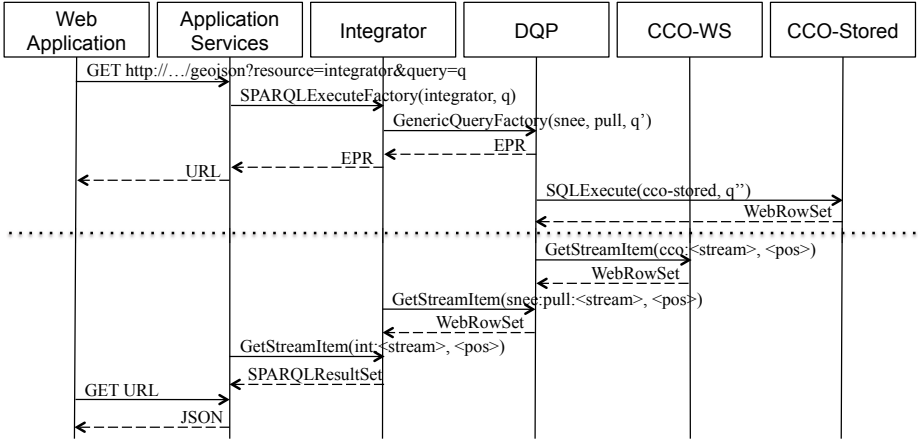 Web
Application
Application
Services
Integrator
DQP
CCO-WS
CCO-Stored
GET http://…/geojson?resource=integrator&query=q
SPARQLExecuteFactory(integrator, q)
GenericQueryFactory(snee, pull, q’)
EPR
EPR
URL
SQLExecute(cco-stored, q’’)
WebRowSet
GetStreamItem(cco:<stream>, <pos>)
WebRowSet
GetStreamItem(snee:pull:<stream>, <pos>)
WebRowSet
GetStreamItem(int:<stream>, <pos>)
SPARQLResultSet
GET URL
JSON